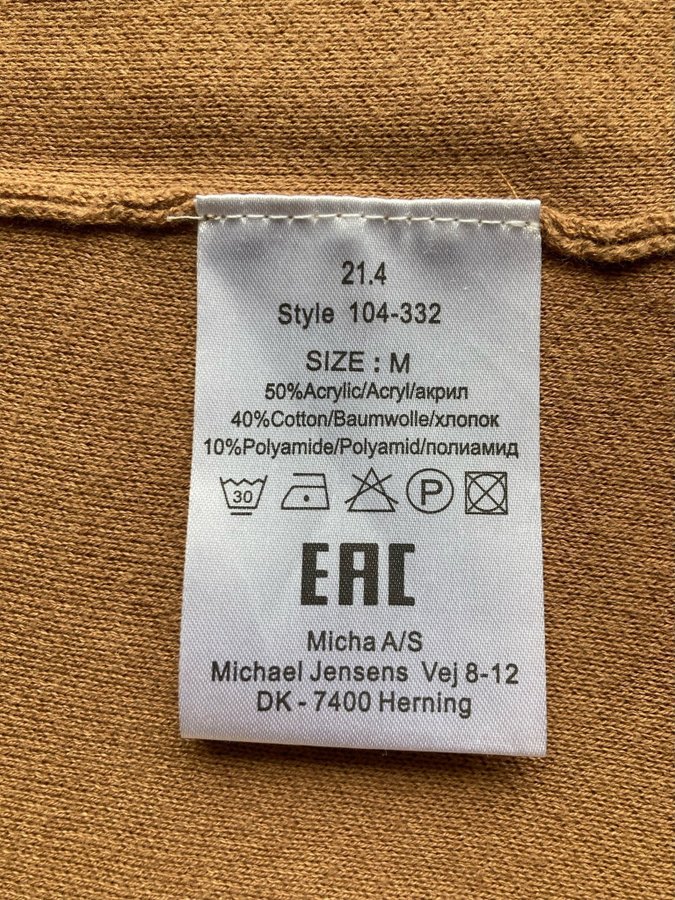 21.4
Style 104-332
SIZE : M
50%Acrylic/Acryl/акрил
40%Cotton/Baumwolle/хлопок
10%Polyamide/Polyamid/полиамид
30 P
EAC
Micha A/S
Michael Jensens Vej 8-12
DK - 7400 Herning